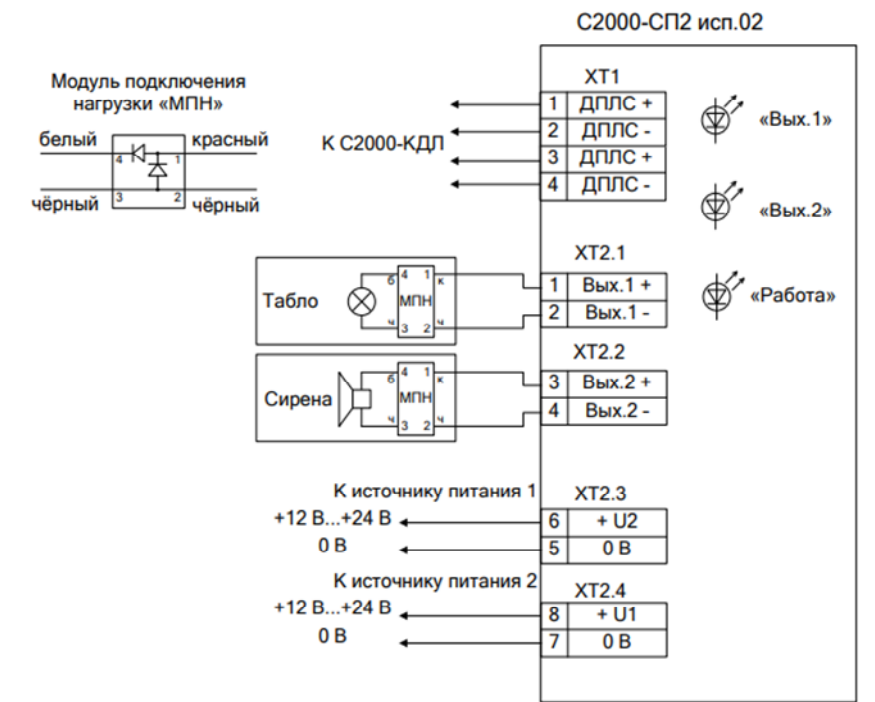 С2000-СП2 исп.02
Модуль подключения
нагрузки «МПН»
белый
красный
4
1
3
2
чёрный
чёрный
К С2000-КДЛ
XT1
1 ДПЛС +
2 ДПЛС -
3 ДПЛС +
4 ДПЛС -
«Вых.1»
«Вых.2»
«Работа»
XT2.1
Табло
б 4 1 к
МПН
ч 3 2 ч
1 Вых.1 +
2 Вых.1 -
XT2.2
Сирена
б 4 1 к
МПН
ч 3 2 ч
3 Вых.2 +
4 Вых.2 -
К источнику питания 1
XT2.3
+12 В...+24 В
6 + U2
0 В
5 0 В
К источнику питания 2
XT2.4
+12 В...+24 В
8 + U1
0 В
7 0 В